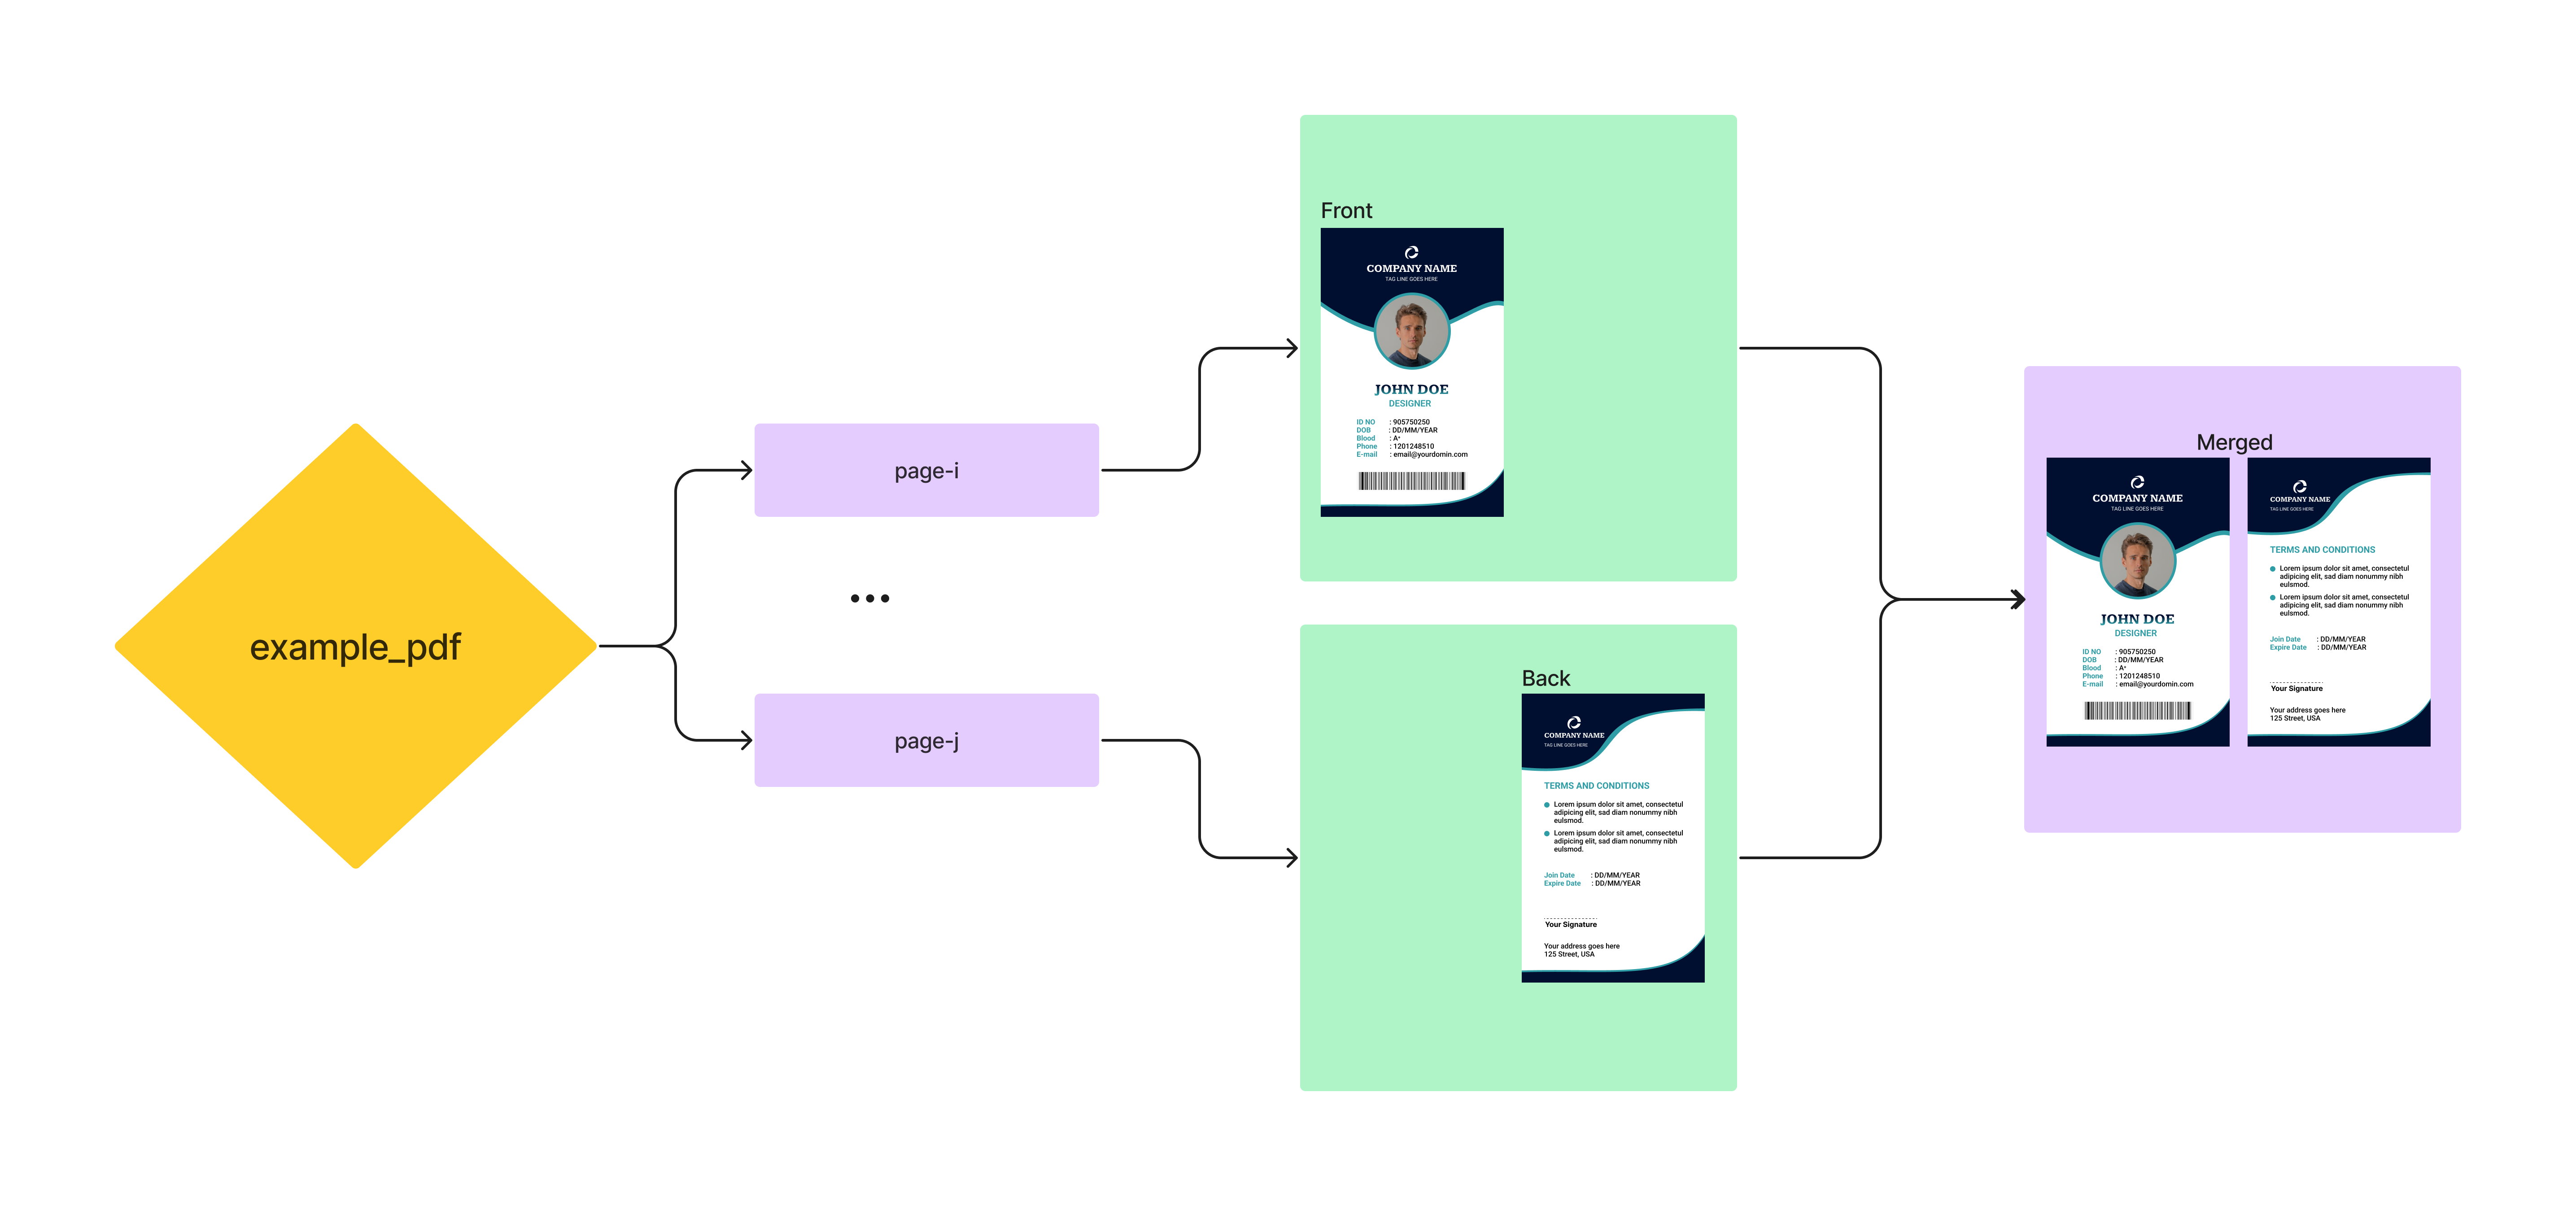 example_pdf
page-i
...
page-j
Front
COMPANY NAME
TAG LINE GOES HERE
JOHN DOE
DESIGNER
ID NO : 905750250
DOB : DD/MM/YEAR
Blood : A+
Phone : 1201248510
E-mail : email@yourdomin.com
Back
COMPANY NAME
TAG LINE GOES HERE
TERMS AND CONDITIONS
Lorem ipsum dolor sit amet, consectetul
adipicing elit, sad diam nonummy nibh
eulsmod.
Lorem ipsum dolor sit amet, consectetul
adipicing elit, sad diam nonummy nibh
eulsmod.
Join Date : DD/MM/YEAR
Expire Date : DD/MM/YEAR
Your Signature
Your address goes here
125 Street, USA
Merged
COMPANY NAME
TAG LINE GOES HERE
JOHN DOE
DESIGNER
ID NO : 905750250
DOB : DD/MM/YEAR
Blood : A+
Phone : 1201248510
E-mail : email@yourdomin.com
COMPANY NAME
TAG LINE GOES HERE
TERMS AND CONDITIONS
Lorem ipsum dolor sit amet, consectetul
adipicing elit, sad diam nonummy nibh
eulsmod.
Lorem ipsum dolor sit amet, consectetul
adipicing elit, sad diam nonummy nibh
eulsmod.
Join Date : DD/MM/YEAR
Expire Date : DD/MM/YEAR
Your Signature
Your address goes here
125 Street, USA